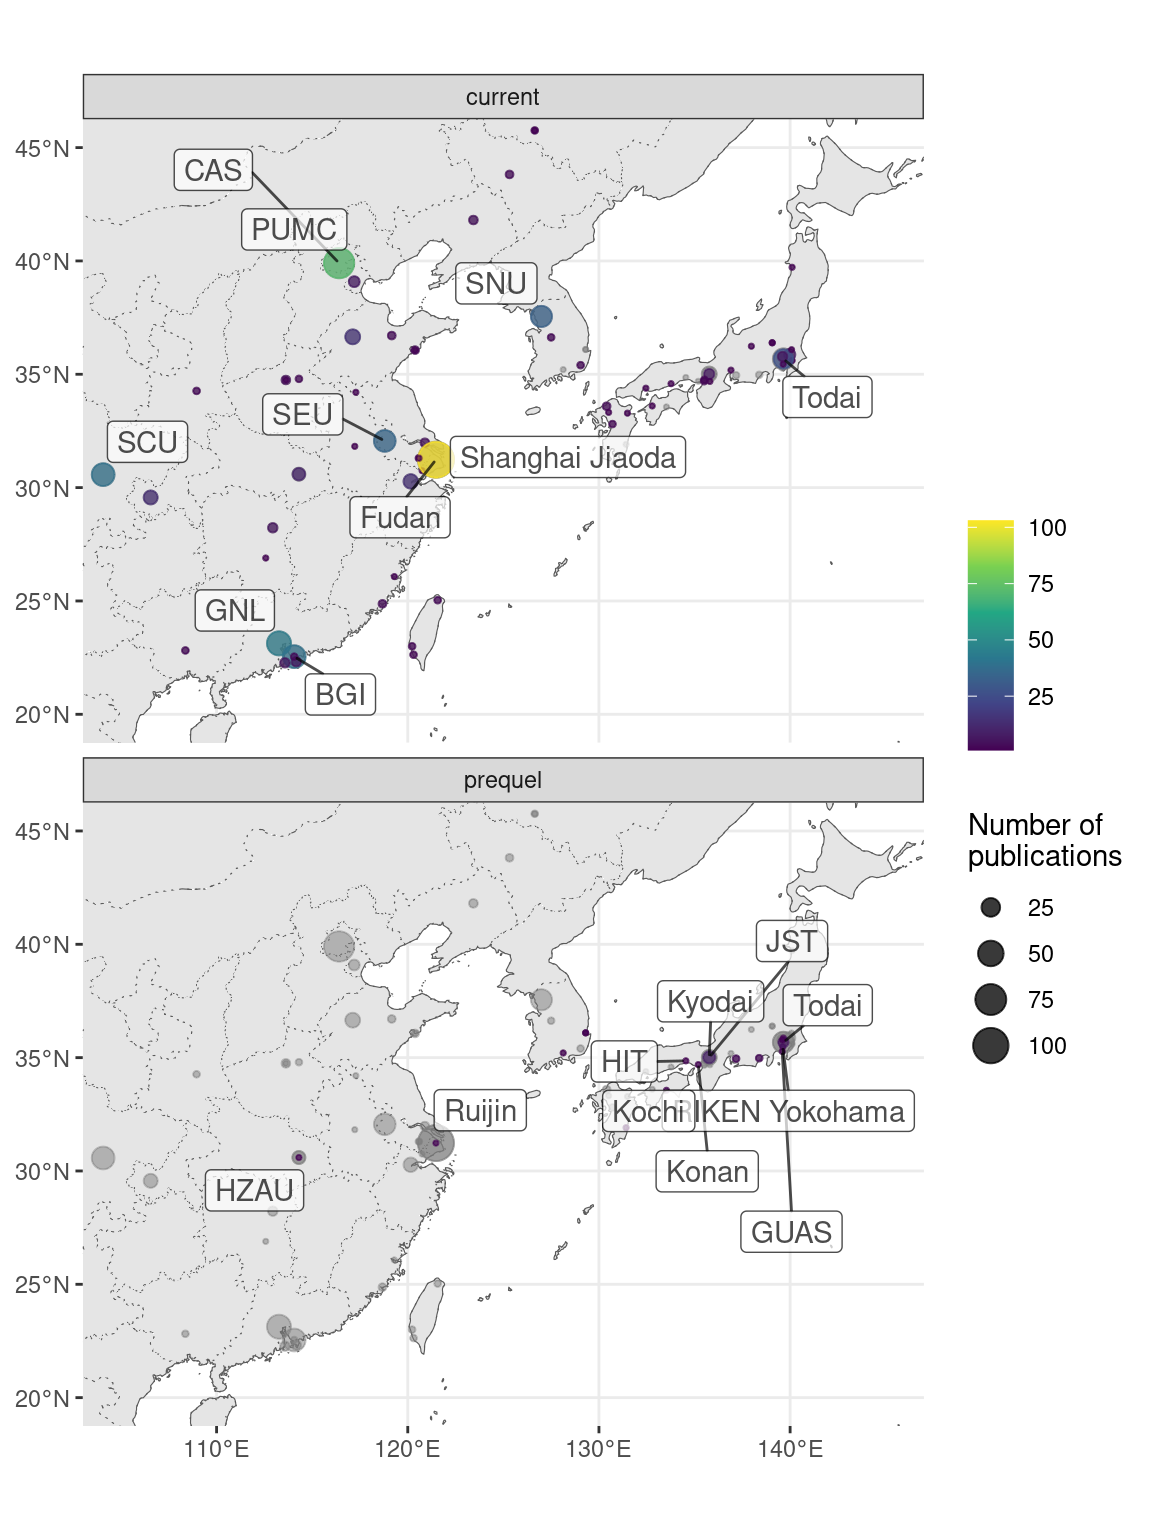 current
45°N
40°N
35°N
30°N
25°N
20°N
CAS
PUMC
SNU
Todai
SEU
SCU
Shanghai Jiaoda
Fudan
GNL
BGI
100
75
50
25
prequel
45°N
40°N
35°N
30°N
25°N
20°N
JST
Kyodai
Todai
HIT
Ruijin
Kochi
RIKEN Yokohama
Konan
HZAU
GUAS
110°E
120°E
130°E
140°E
Number of
publications
25
50
75
100